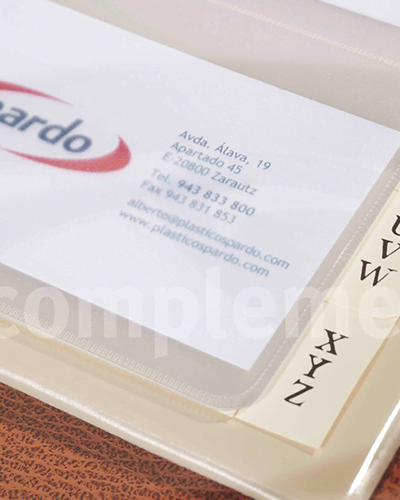 pardo
Avda. Álava, 19
Apartado 45
E-20800 Zarautz
Tel. 943 833 800
Fax 943 831 853
alberto@plasticospardo.com
www.plasticospardo.com
U
V
W
X
Y
Z
compleme